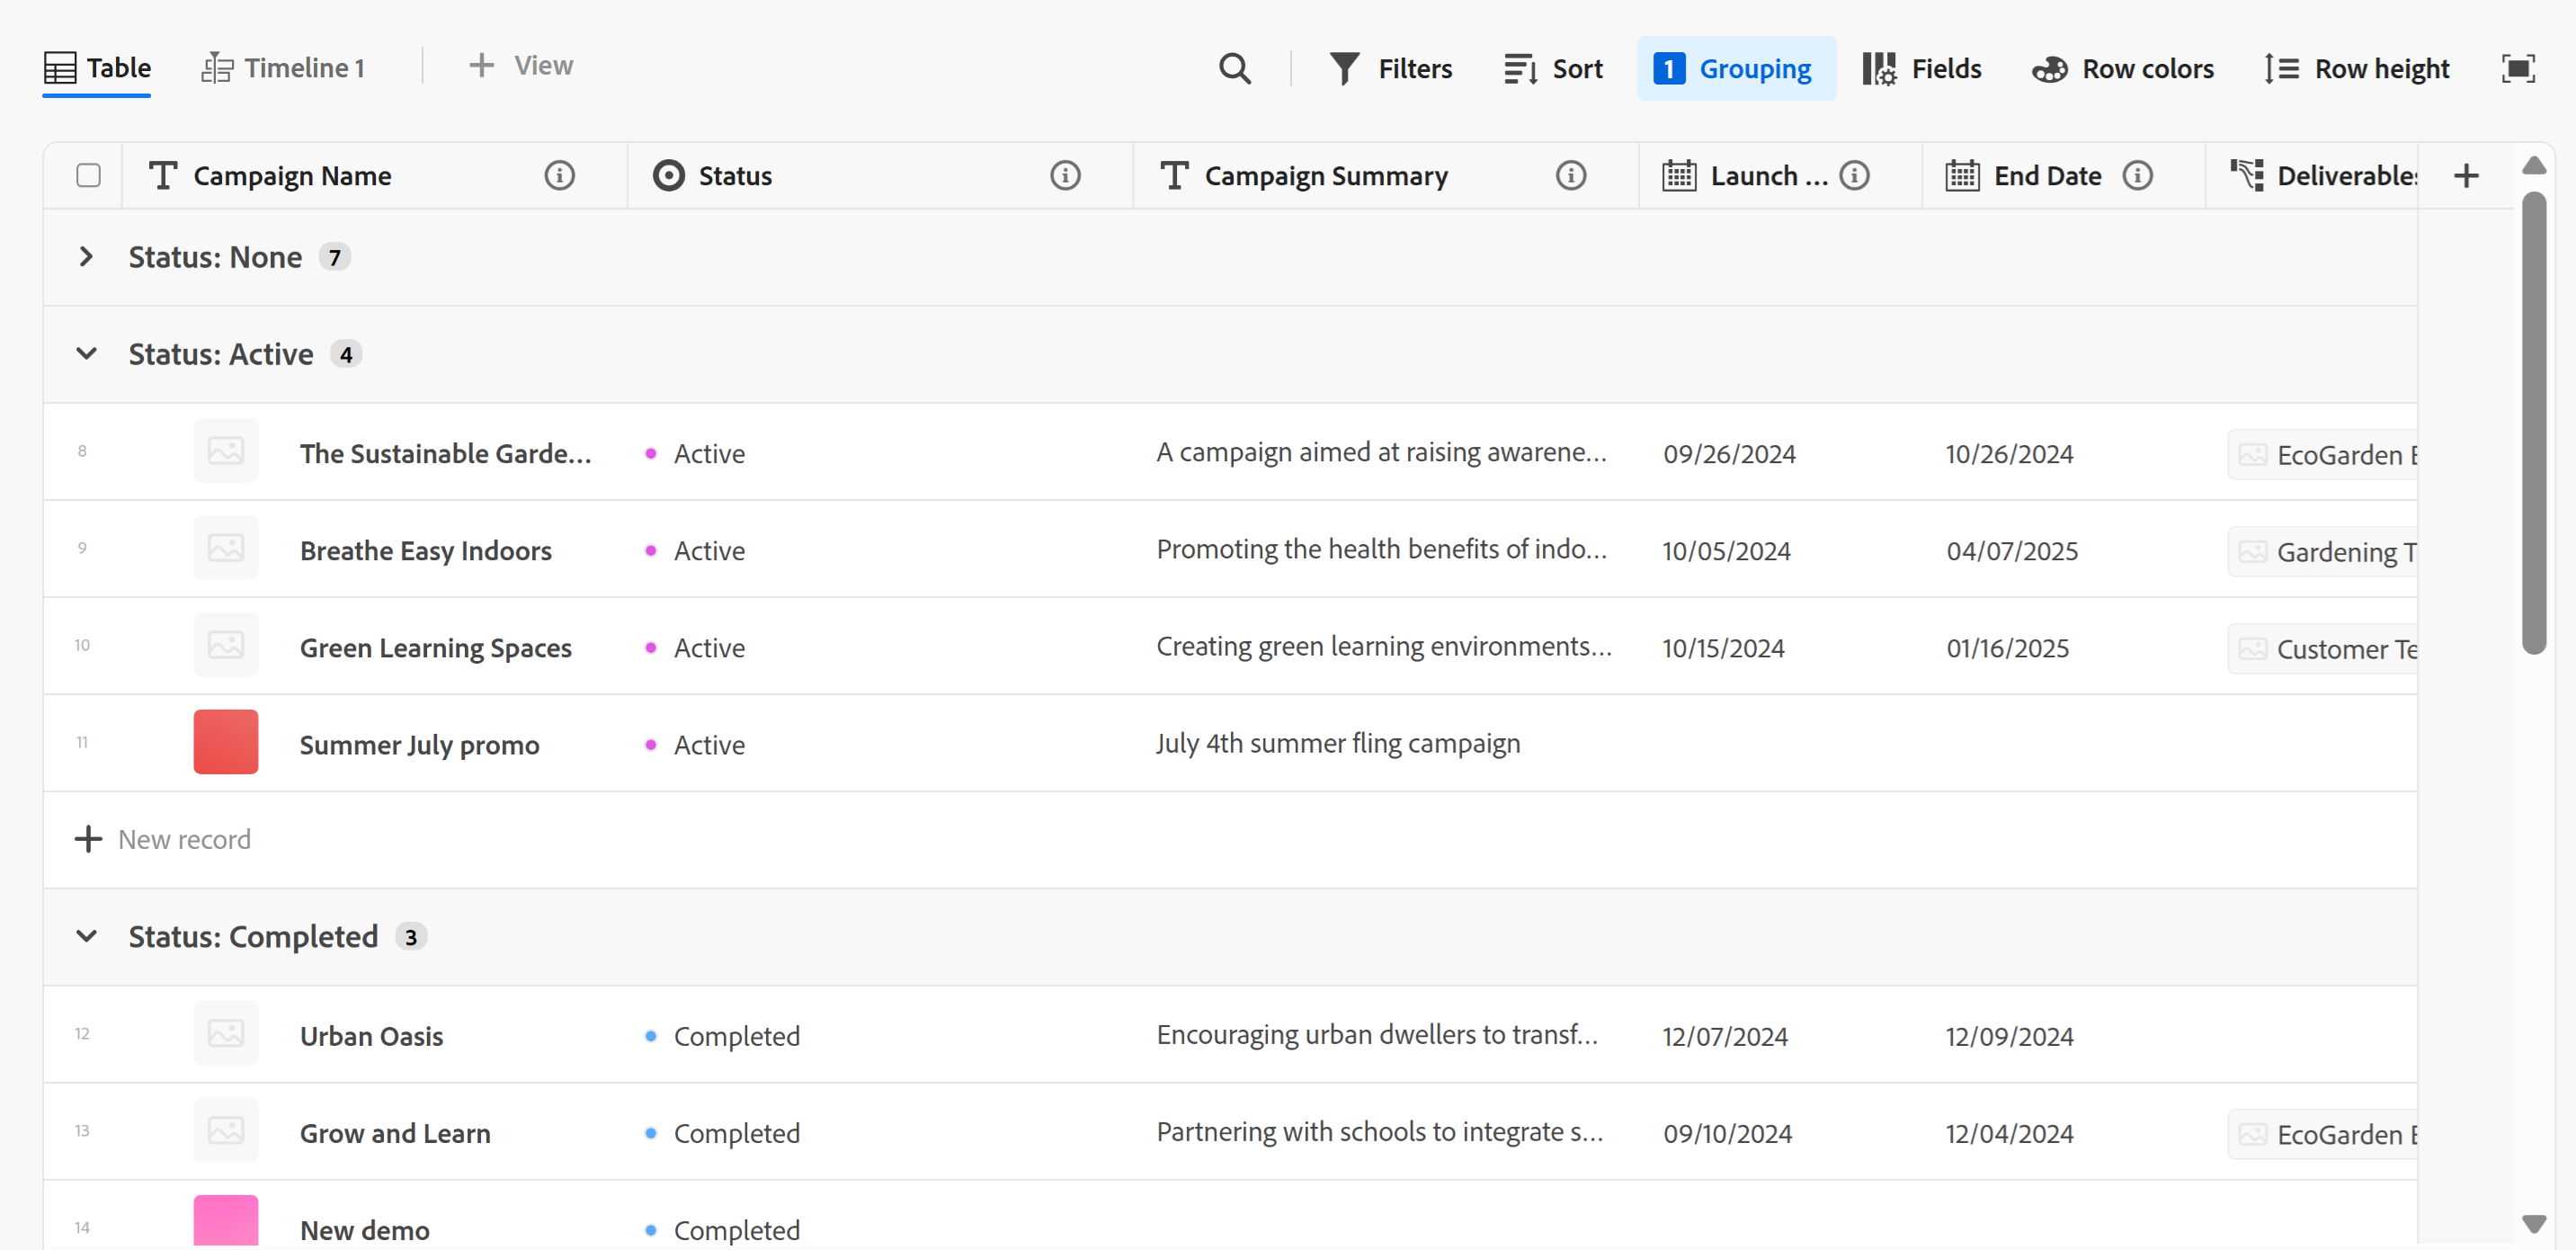 Table Timeline 1 View Filters Sort 1 Grouping Fields Row colors Row height
Campaign Name Status Campaign Summary Launch ... End Date Deliverables
Status: None 7
Status: Active 4
8 The Sustainable Garde... Active A campaign aimed at raising awarene... 09/26/2024 10/26/2024 EcoGarden
9 Breathe Easy Indoors Active Promoting the health benefits of indo... 10/05/2024 04/07/2025 Gardening T
10 Green Learning Spaces Active Creating green learning environments... 10/15/2024 01/16/2025 Customer Te
11 Summer July promo Active July 4th summer fling campaign
New record
Status: Completed 3
12 Urban Oasis Completed Encouraging urban dwellers to transf... 12/07/2024 12/09/2024
13 Grow and Learn Completed Partnering with schools to integrate s... 09/10/2024 12/04/2024 EcoGarden
14 New demo Completed